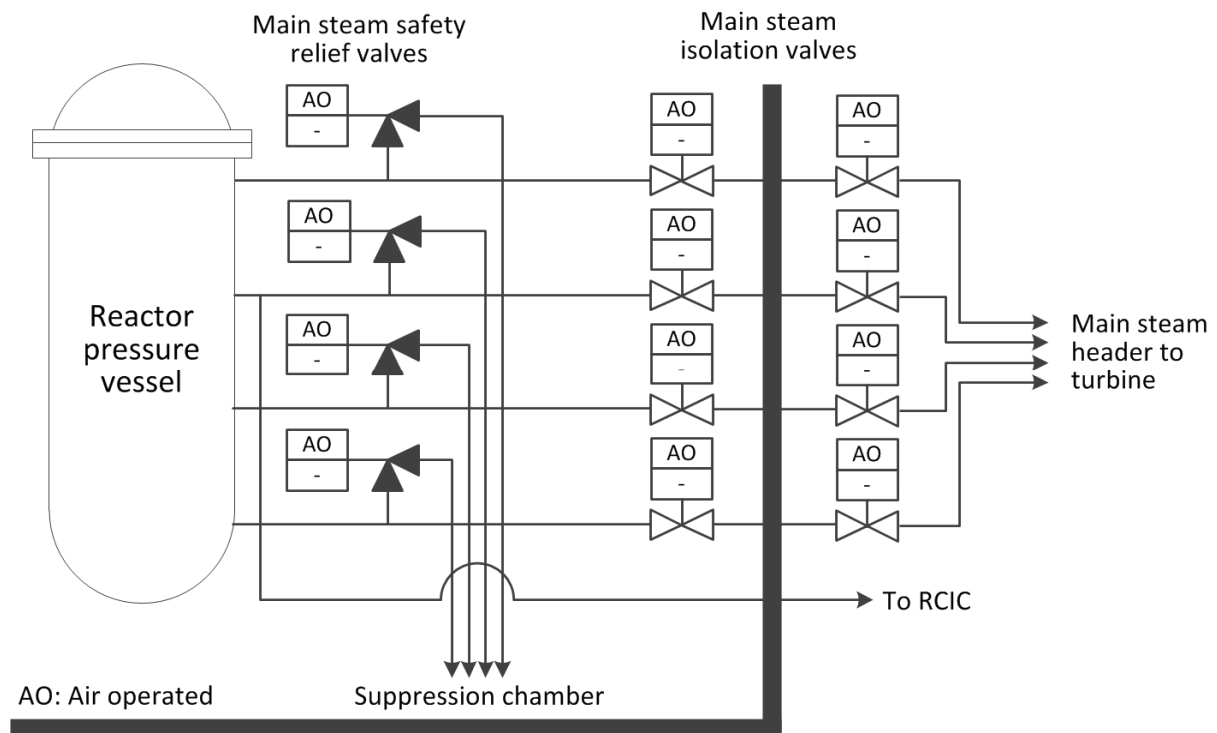 Main steam safety
relief valves
Main steam
isolation valves
AO
-
AO
-
AO
-
AO
-
AO
-
AO
-
AO
-
AO
-
AO
-
AO
-
AO
-
AO
-
Reactor
pressure
vessel
Main steam
header to
turbine
To RCIC
AO: Air operated
Suppression chamber